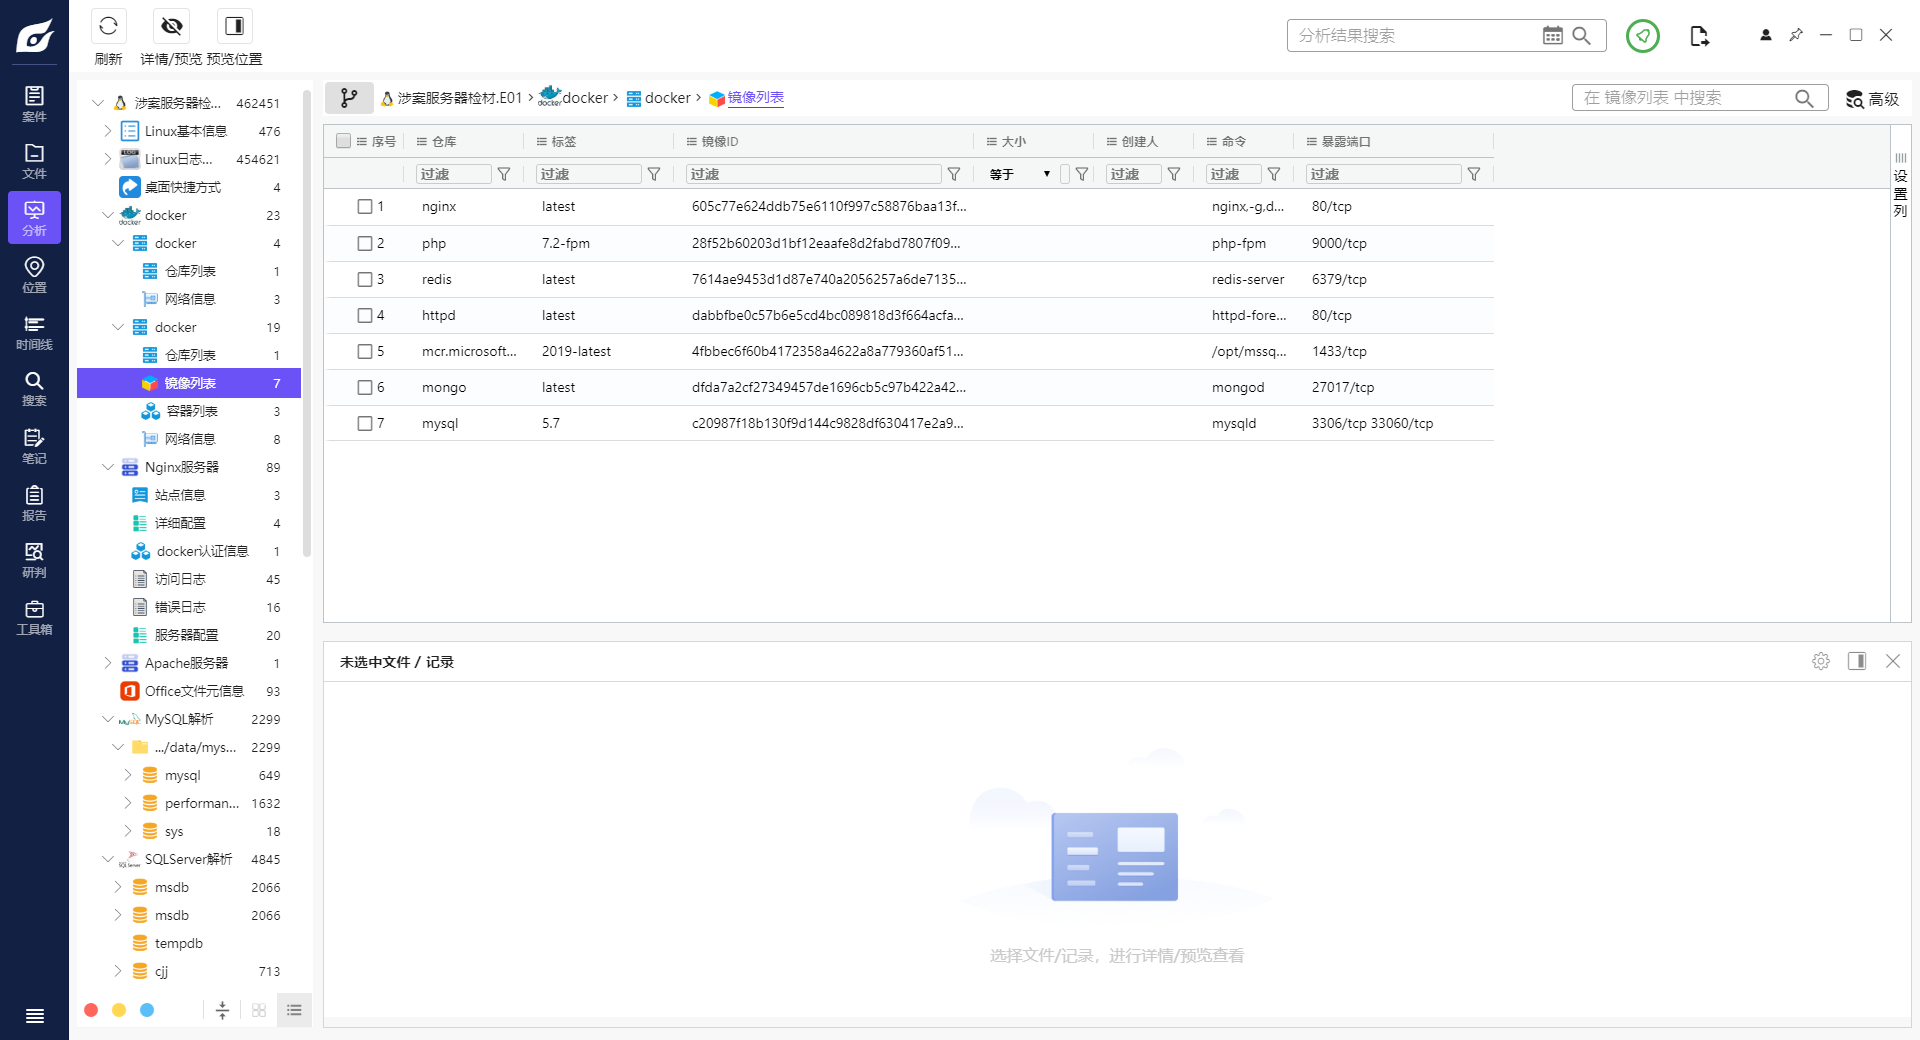 刷新
详情/预览
预览位置
分析结果搜索
案件
文件
分析
位置
时间线
搜索
笔记
报告
研判
工具箱
涉案服务器检... 462451
Linux基本信息 476
Linux日志... 454621
桌面快捷方式 4
docker 23
docker 4
仓库列表 1
网络信息 3
docker 19
仓库列表 1
镜像列表 7
容器列表 3
网络信息 8
Nginx服务器 89
站点信息 3
详细配置 4
docker认证信息 1
访问日志 45
错误日志 16
服务器配置 20
Apache服务器 1
Office文件元信息 93
MySQL解析 2299
.../data/mys... 2299
mysql 649
performan... 1632
sys 18
SQLServer解析 4845
msdb 2066
msdb 2066
tempdb
cjj 713
涉案服务器检材.E01 › docker › docker › 镜像列表
在 镜像列表 中搜索
高级
序号 仓库 标签 镜像ID 大小 创建人 命令 暴露端口
过滤 过滤 过滤 等于 过滤 过滤 过滤
1 nginx latest 605c77e624ddb75e6110f997c58876baa13f... nginx,-g,d... 80/tcp
2 php 7.2-fpm 28f52b60203d1bf12eaafe8d2fabd7807f09... php-fpm 9000/tcp
3 redis latest 7614ae9453d1d87e740a2056257a6de7135... redis-server 6379/tcp
4 httpd latest dabbfbe0c57b6e5cd4bc089818d3f664acfa... httpd-fore... 80/tcp
5 mcr.microsoft... 2019-latest 4fbbec6f60b4172358a4622a8a779360af51... /opt/mssq... 1433/tcp
6 mongo latest dfda7a2cf27349457de1696cb5c97b422a42... mongod 27017/tcp
7 mysql 5.7 c20987f18b130f9d144c9828df630417e2a9... mysqld 3306/tcp 33060/tcp
设置列
未选中文件 / 记录
选择文件/记录，进行详情/预览查看